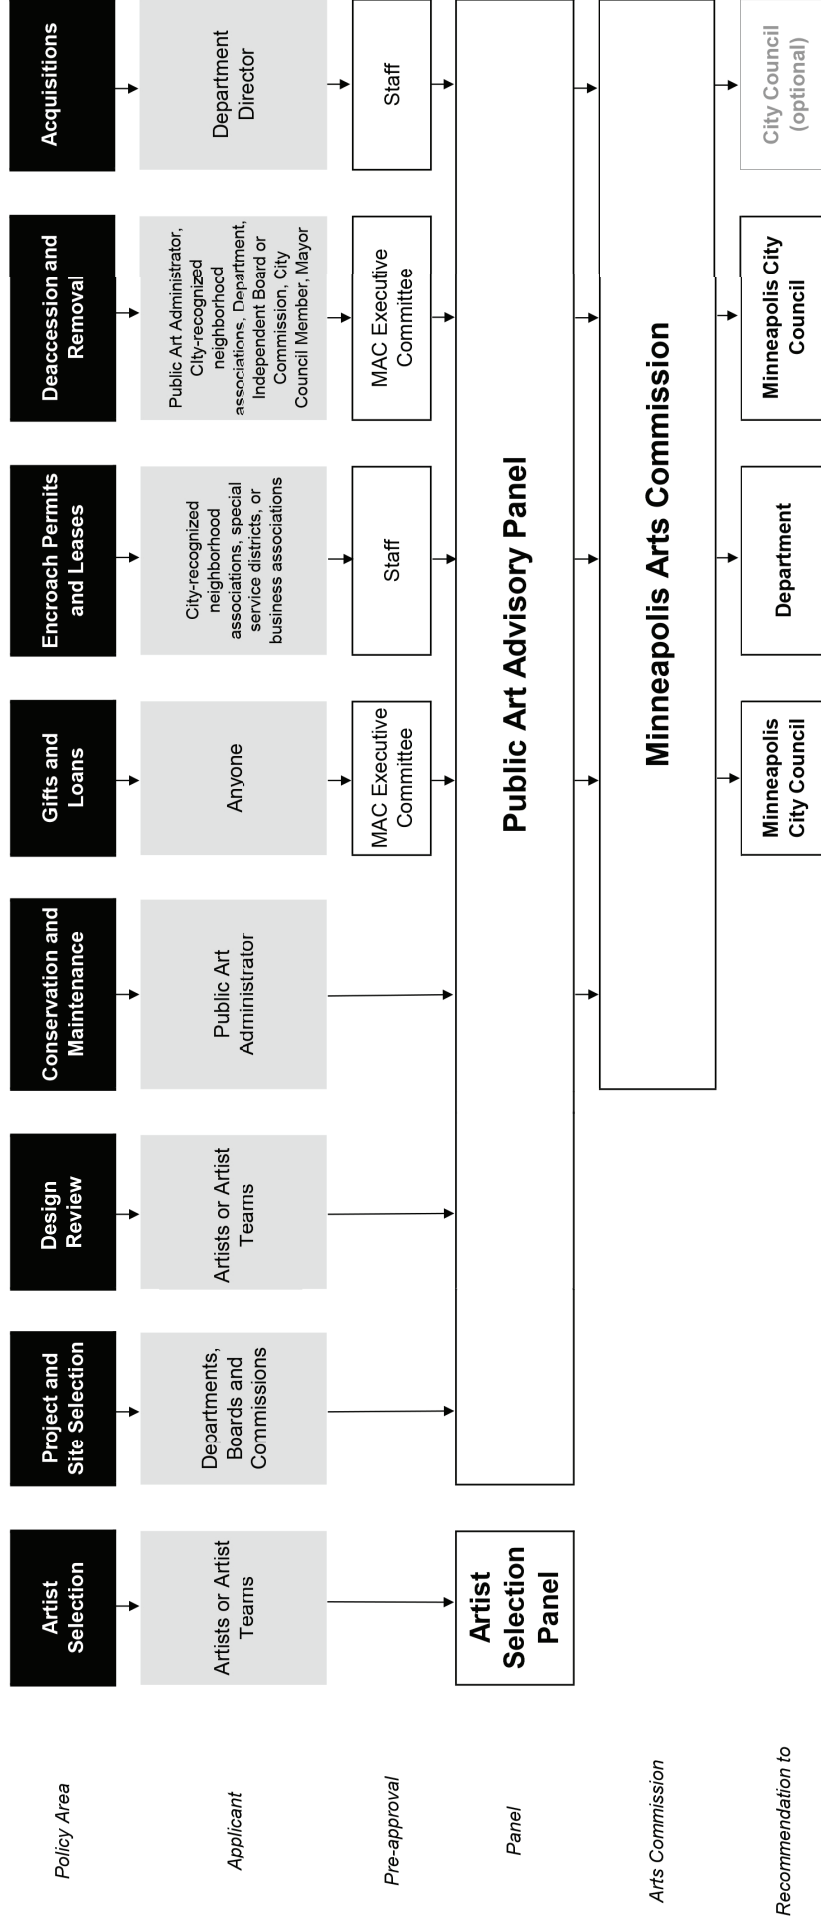 Policy Area
Artist
Selection
Project and
Site Selection
Design
Review
Conservation and
Maintenance
Gifts and
Loans
Encroach Permits
and Leases
Deaccession and
Removal
Acquisitions
Applicant
Artists or Artist
Teams
Departments,
Boards and
Commissions
Artists or Artist
Teams
Public Art
Administrator
Anyone
City-recognized
neighborhood
associations, special
service districts, or
business associations
Public Art Administrator,
CIty-recognized
neighborhood
associations, Department,
Independent Board or
Commission, City
Council Member, Mayor
Department
Director
Pre-approval
MAC Executive
Committee
Staff
MAC Executive
Committee
Staff
Panel
Artist
Selection
Panel
Public Art Advisory Panel
Arts Commission
Minneapolis Arts Commission
Recommendation to
Minneapolis
City Council
Department
Minneapolis City
Council
City Council
(optional)